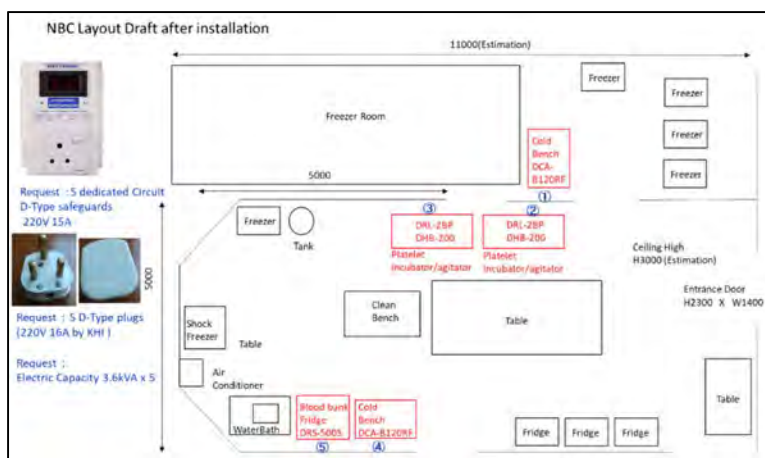 NBC Layout Draft after installation
11000(Estimation)
Freezer Room
Freezer
Freezer
Freezer
Freezer
Cold
Bench
DCA-
B120RF
①
5000
Request : 5 dedicated Circuit
D-Type safeguards
220V 15A
Freezer
Tank
③
DRL-2BP
DHB-200
Platelet
Incubator/agitator
②
DRL-2BP
DHB-200
Platelet
Incubator/agitator
Ceiling High
H3000 (Estimation)
Entrance Door
H2300 X W1400
5000
Clean
Bench
Table
Request : 5 D-Type plugs
(220V 16A by KHI )
Shock
Freezer
Table
Request :
Electric Capacity 3.6kVA x 5
Air
Conditioner
Table
WaterBath
Blood bank
Fridge
DRS-500S
⑤
Cold
Bench
DCA-B120RF
④
Fridge
Fridge
Fridge